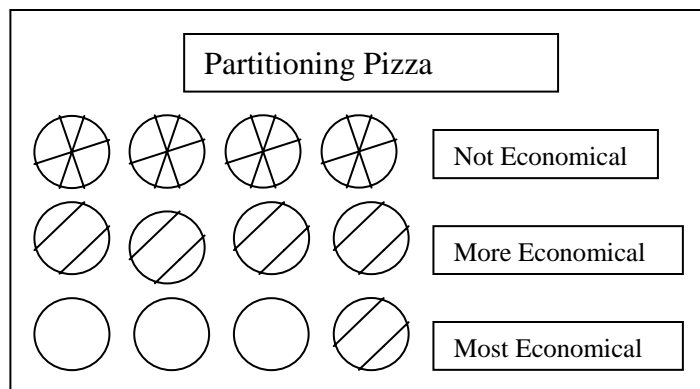 Partitioning Pizza
Not Economical
More Economical
Most Economical